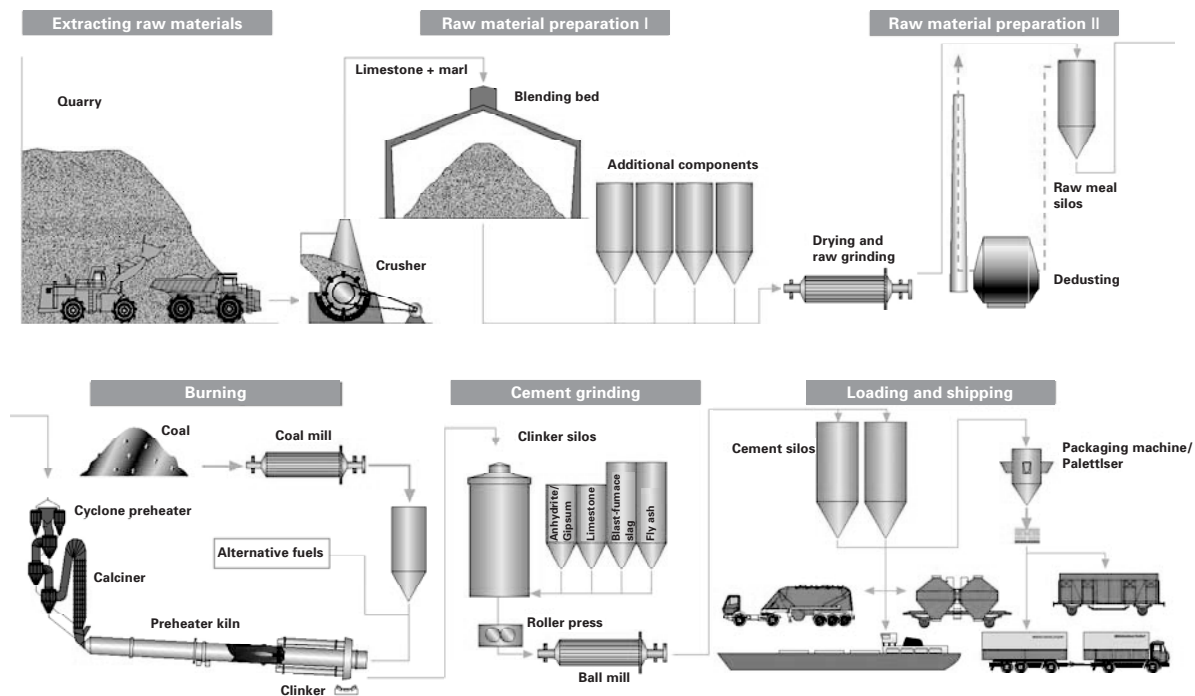 Extracting raw materials
Raw material preparation I
Raw material preparation II
Limestone + marl
Quarry
Blending bed
Additional components
Crusher
Drying and
raw grinding
Raw meal
silos
Dedusting
Burning
Cement grinding
Loading and shipping
Coal
Coal mill
Clinker silos
Cement silos
Packaging machine/
Palettlser
Cyclone preheater
Anhydrite/
Gipsum
Limestone
Blast-furnace
slag
Fly ash
Alternative fuels
Calciner
Preheater kiln
Roller press
Clinker
Ball mill